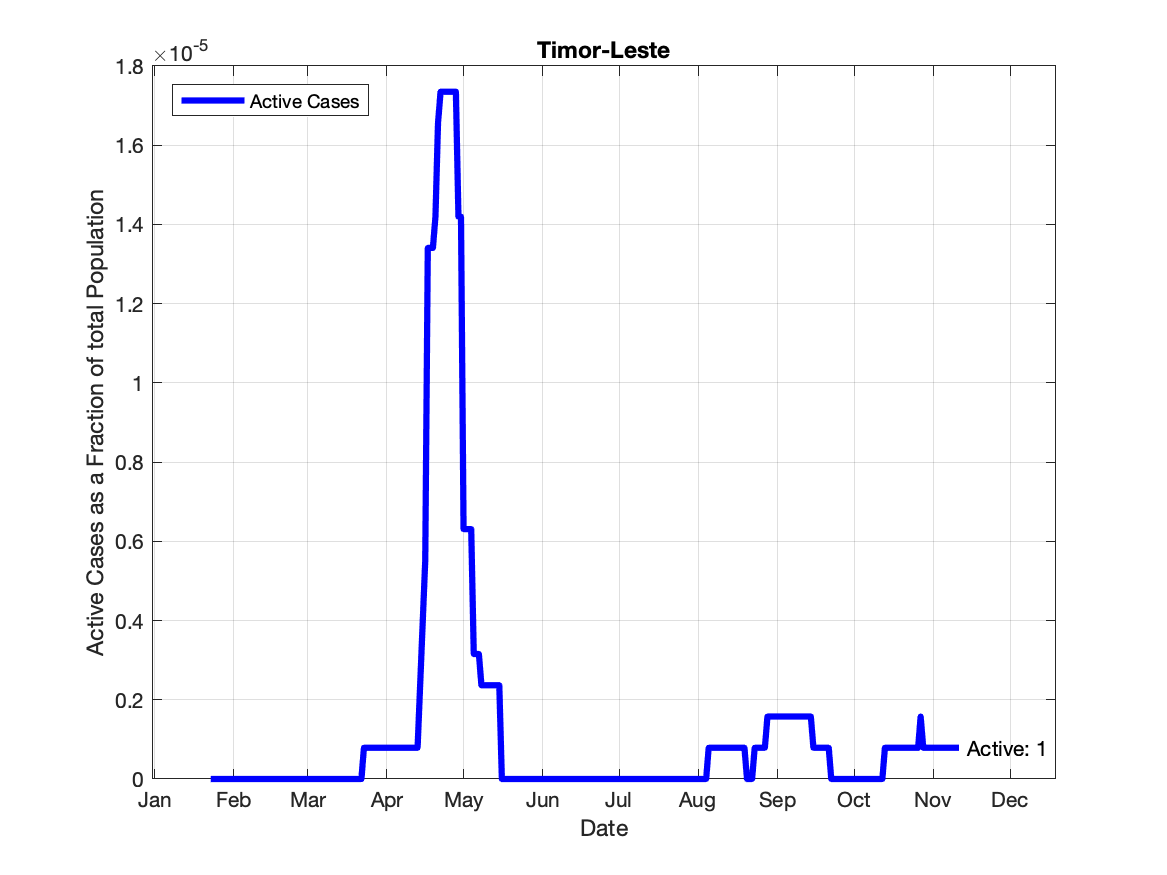 Timor-Leste
×10-5
Active Cases
1.8
1.6
1.4
1.2
1
0.8
0.6
0.4
0.2
0
Active Cases as a Fraction of total Population
Active: 1
Jan Feb Mar Apr May Jun Jul Aug Sep Oct Nov Dec
Date